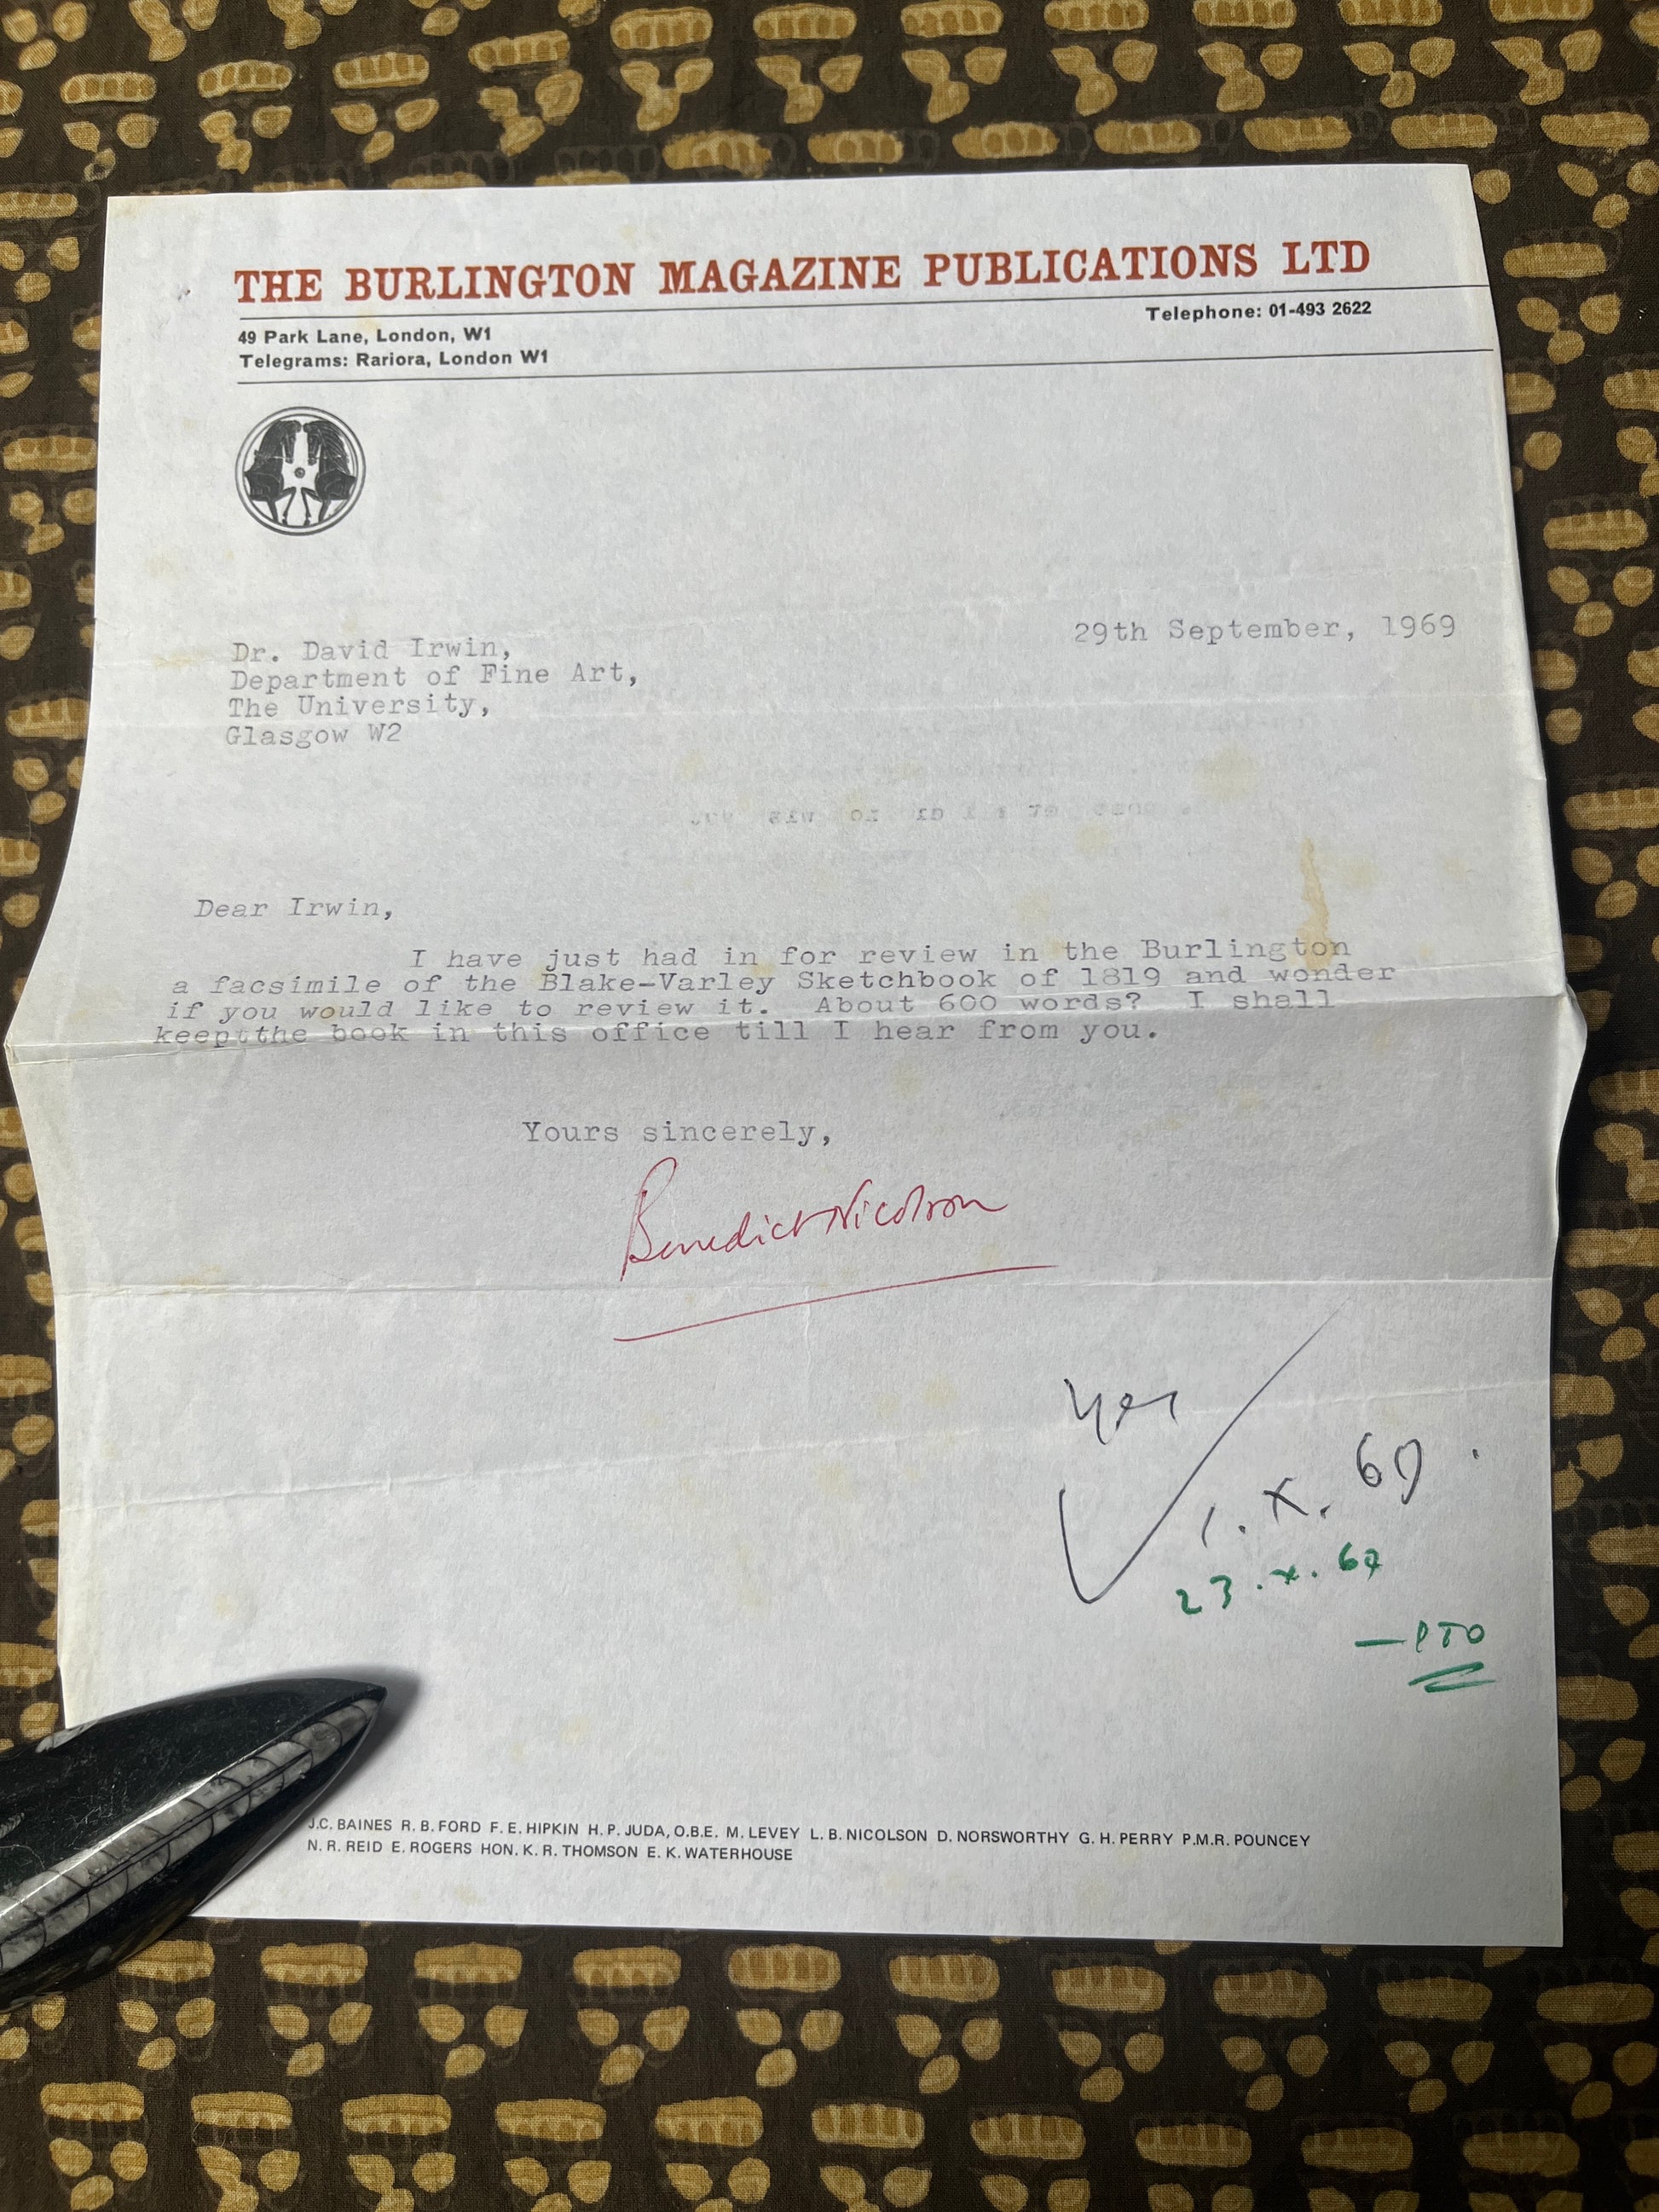 THE BURLINGTON MAGAZINE PUBLICATIONS LTD
49 Park Lane, London, W1
Telephone: 01-493 2622
Telegrams: Rariora, London W1
29th September, 1969
Dr. David Irwin,
Department of Fine Art,
The University,
Glasgow W2
Dear Irwin,
I have just had in for review in the Burlington
a facsimile of the Blake-Varley Sketchbook of 1819 and wonder
if you would like to review it. About 600 words? I shall
keeptthe book in this office till I hear from you.
Yours sincerely,
Benedict Nicolson
Yes
1.X.69.
23.x.69
— PTO
J.C. BAINES R. B. FORD F. E. HIPKIN H. P. JUDA, O.B.E. M. LEVEY L. B. NICOLSON D. NORSWORTHY G. H. PERRY P.M.R. POUNCEY
N. R. REID E. ROGERS HON. K. R. THOMSON E. K. WATERHOUSE